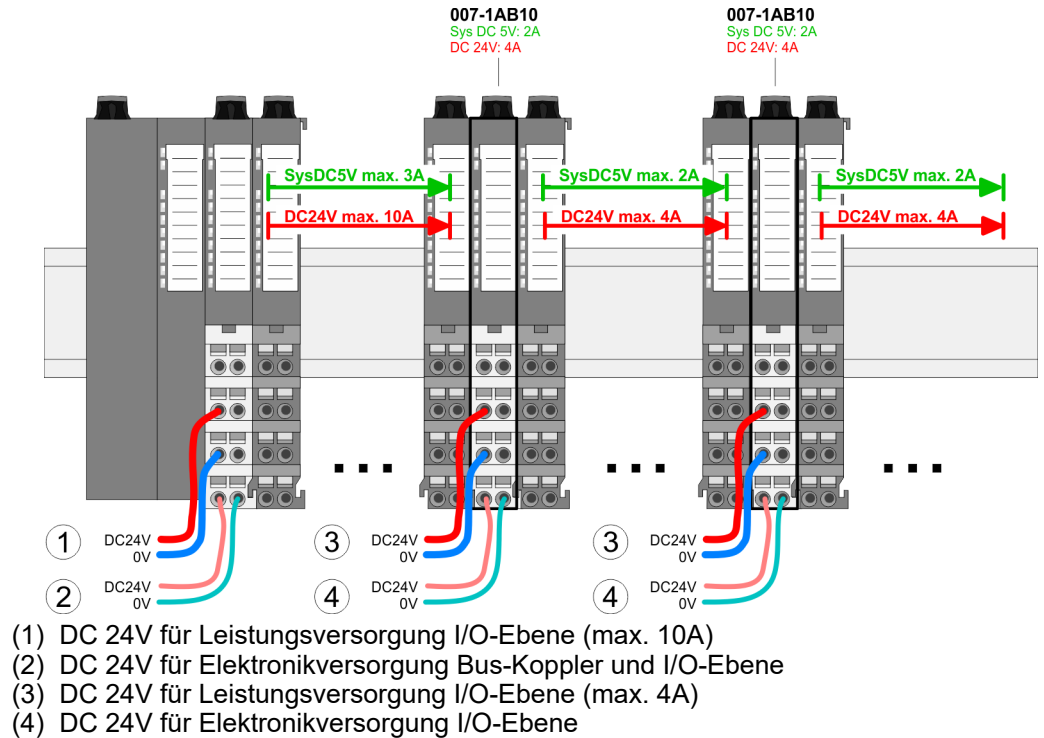 007-1AB10
Sys DC 5V: 2A
DC 24V: 4A
007-1AB10
Sys DC 5V: 2A
DC 24V: 4A
SysDC5V max. 3A
SysDC5V max. 2A
SysDC5V max. 2A
DC24V max. 10A
DC24V max. 4A
DC24V max. 4A
1
DC24V
0V
2
DC24V
0V
3
DC24V
0V
4
DC24V
0V
3
DC24V
0V
4
DC24V
0V
(1) DC 24V für Leistungsversorgung I/O-Ebene (max. 10A)
(2) DC 24V für Elektronikversorgung Bus-Koppler und I/O-Ebene
(3) DC 24V für Leistungsversorgung I/O-Ebene (max. 4A)
(4) DC 24V für Elektronikversorgung I/O-Ebene